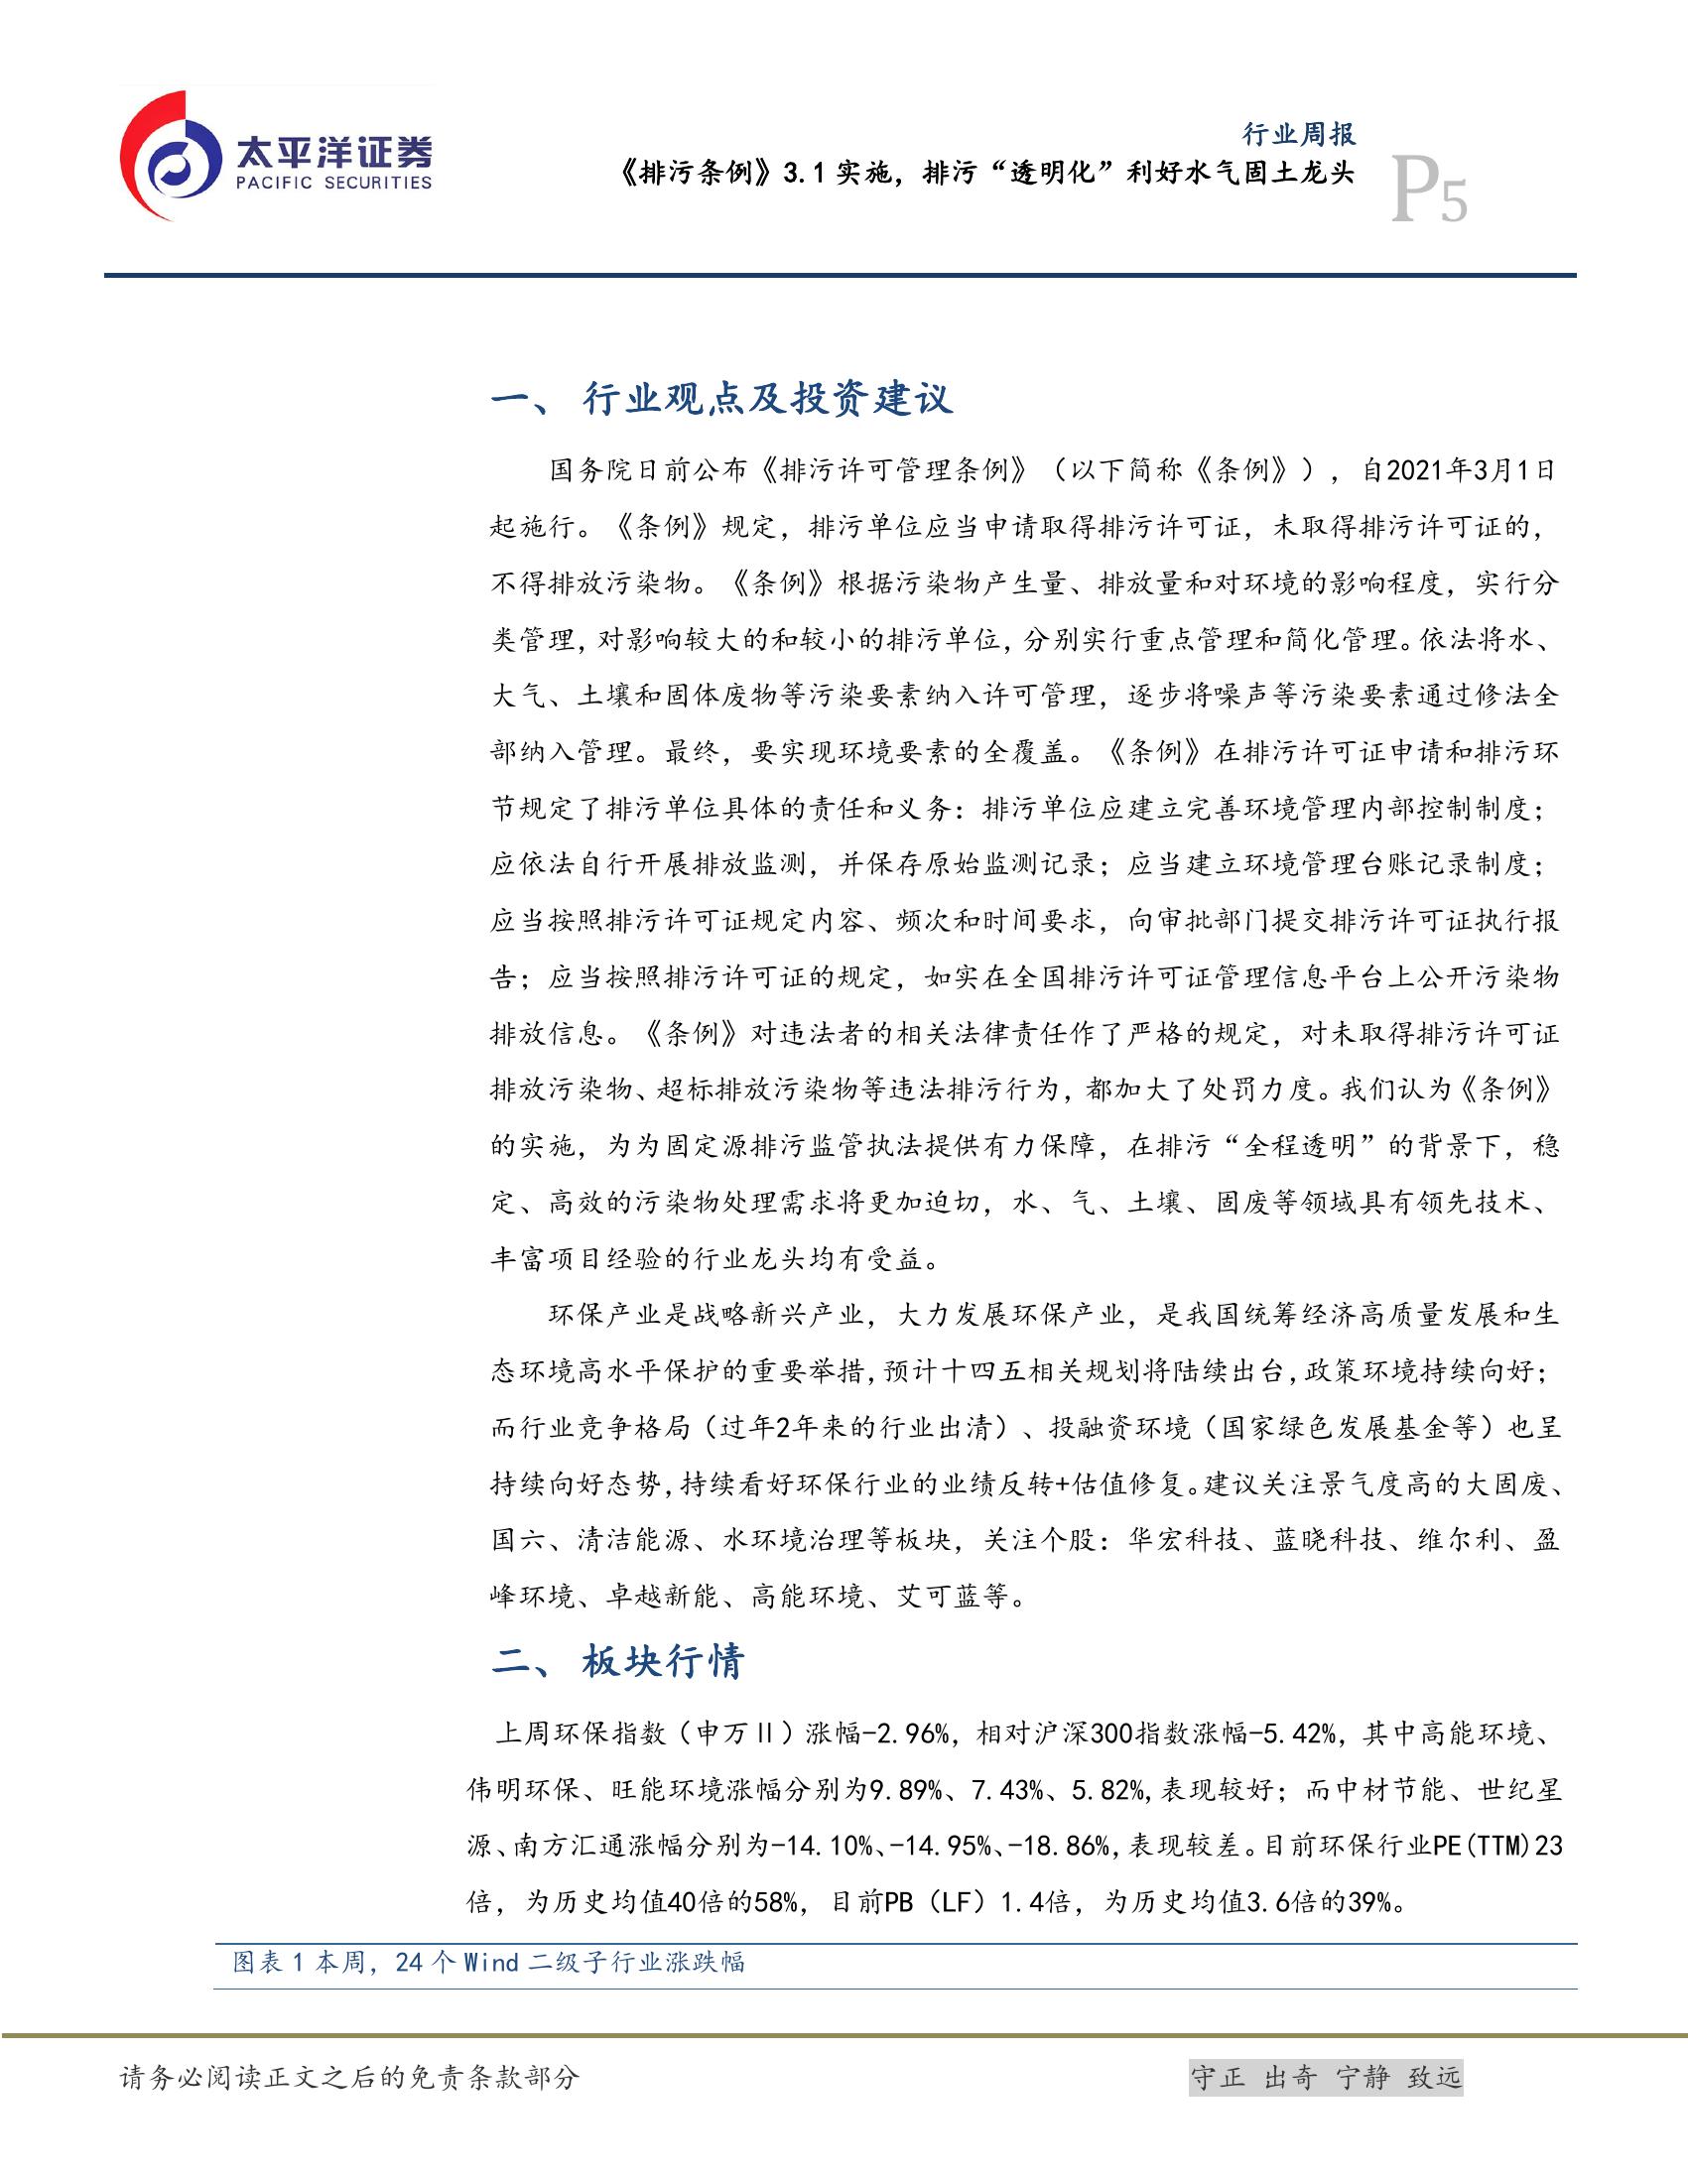 太平洋证券
PACIFIC SECURITIES
行业周报
《排污条例》3.1 实施，排污“透明化”利好水气固土龙头
P5
一、 行业观点及投资建议
国务院日前公布《排污许可管理条例》（以下简称《条例》），自2021年3月1日
起施行。《条例》规定，排污单位应当申请取得排污许可证，未取得排污许可证的，
不得排放污染物。《条例》根据污染物产生量、排放量和对环境的影响程度，实行分
类管理，对影响较大的和较小的排污单位，分别实行重点管理和简化管理。依法将水、
大气、土壤和固体废物等污染要素纳入许可管理，逐步将噪声等污染要素通过修法全
部纳入管理。最终，要实现环境要素的全覆盖。《条例》在排污许可证申请和排污环
节规定了排污单位具体的责任和义务：排污单位应建立完善环境管理内部控制制度；
应依法自行开展排放监测，并保存原始监测记录；应当建立环境管理台账记录制度；
应当按照排污许可证规定内容、频次和时间要求，向审批部门提交排污许可证执行报
告；应当按照排污许可证的规定，如实在全国排污许可证管理信息平台上公开污染物
排放信息。《条例》对违法者的相关法律责任作了严格的规定，对未取得排污许可证
排放污染物、超标排放污染物等违法排污行为，都加大了处罚力度。我们认为《条例》
的实施，为为固定源排污监管执法提供有力保障，在排污“全程透明”的背景下，稳
定、高效的污染物处理需求将更加迫切，水、气、土壤、固废等领域具有领先技术、
丰富项目经验的行业龙头均有受益。
环保产业是战略新兴产业，大力发展环保产业，是我国统筹经济高质量发展和生
态环境高水平保护的重要举措，预计十四五相关规划将陆续出台，政策环境持续向好；
而行业竞争格局（过年2年来的行业出清）、投融资环境（国家绿色发展基金等）也呈
持续向好态势，持续看好环保行业的业绩反转+估值修复。建议关注景气度高的大固废、
国六、清洁能源、水环境治理等板块，关注个股：华宏科技、蓝晓科技、维尔利、盈
峰环境、卓越新能、高能环境、艾可蓝等。
二、 板块行情
上周环保指数（申万Ⅱ）涨幅-2.96%，相对沪深300指数涨幅-5.42%，其中高能环境、
伟明环保、旺能环境涨幅分别为9.89%、7.43%、5.82%,表现较好；而中材节能、世纪星
源、南方汇通涨幅分别为-14.10%、-14.95%、-18.86%,表现较差。目前环保行业PE(TTM)23
倍，为历史均值40倍的58%，目前PB（LF）1.4倍，为历史均值3.6倍的39%。
图表 1 本周，24 个 Wind 二级子行业涨跌幅
请务必阅读正文之后的免责条款部分
守正 出奇 宁静 致远